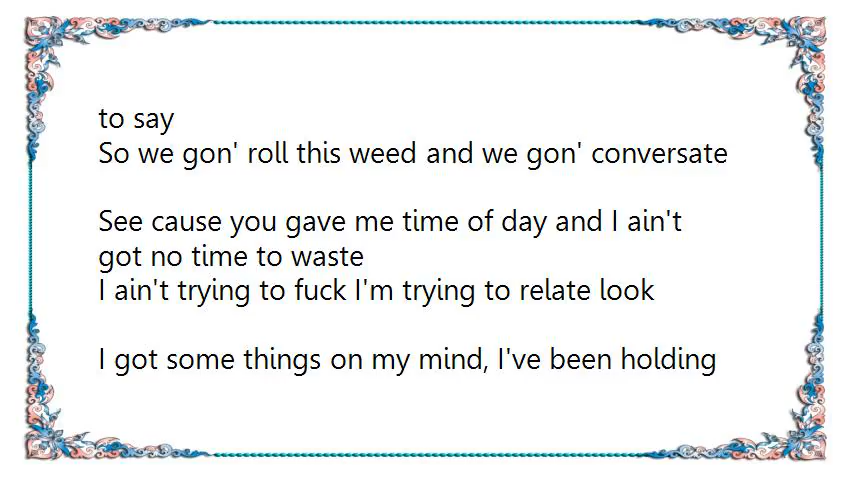 to say
So we gon' roll this weed and we gon' conversate
See cause you gave me time of day and I ain't
got no time to waste
I ain't trying to fuck I'm trying to relate look
I got some things on my mind, I've been holding